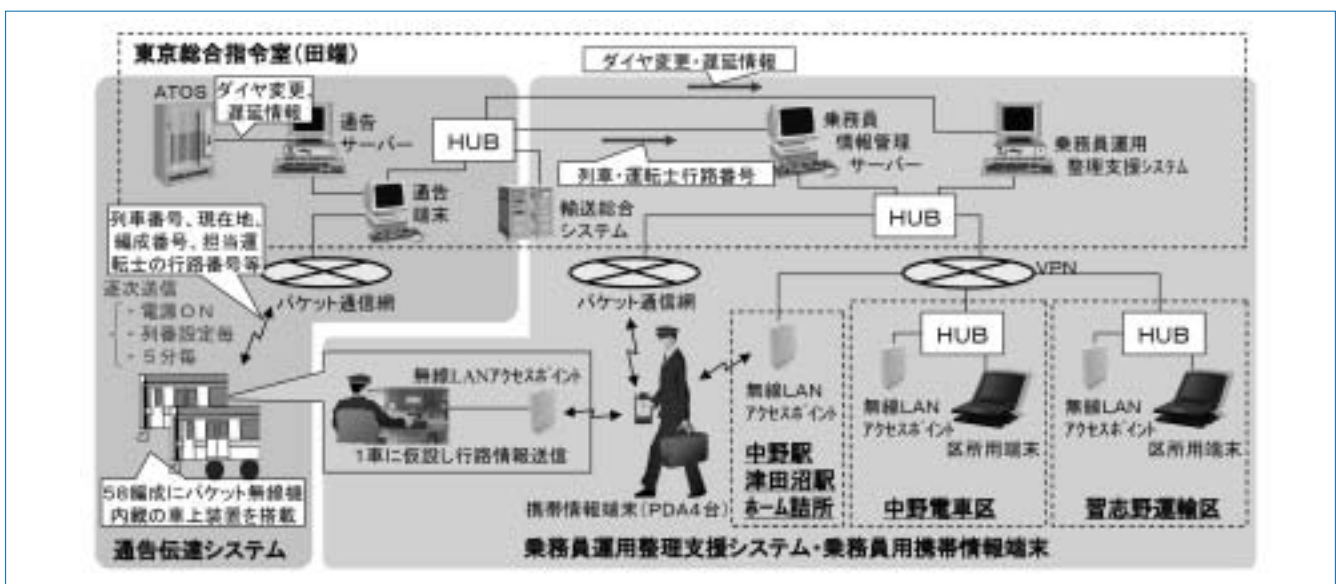 東京総合指令室(田端)
ATOS
ダイヤ変更、
遅延情報
通告
サーバー
通告
端末
HUB
ダイヤ変更・遅延情報
列車・運転士行路番号
輸送総合
システム
乗務員
情報管理
サーバー
乗務員運用
整理支援システム
HUB
列車番号、現在地、
編成番号、担当運
転士の行路番号等
パケット通信網
パケット通信網
VPN
逐次送信
・電源ON
・列番設定毎
・5分毎
無線LANアクセスポイント
1車に仮設し行路情報送信
58編成にパケット無線機
内蔵の車上装置を搭載
携帯情報端末(PDA4台)
無線LAN
アクセスポイント
中野駅
津田沼駅
ホーム詰所
HUB
無線LAN
アクセスポイント
区所用端末
中野電車区
HUB
無線LAN
アクセスポイント
区所用端末
習志野運輸区
通告伝達システム
乗務員運用整理支援システム・乗務員用携帯情報端末